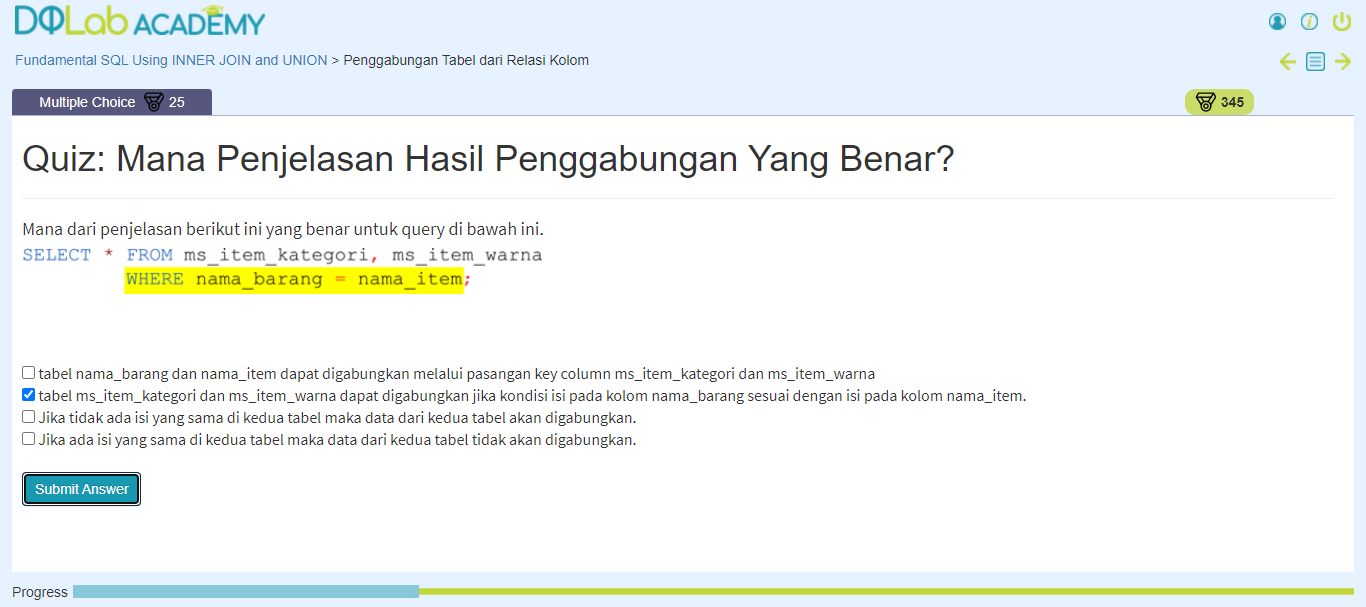 DQLab ACADEMY
Fundamental SQL Using INNER JOIN and UNION > Penggabungan Tabel dari Relasi Kolom
Multiple Choice 25
345
Quiz: Mana Penjelasan Hasil Penggabungan Yang Benar?
Mana dari penjelasan berikut ini yang benar untuk query di bawah ini.
SELECT * FROM ms_item_kategori, ms_item_warna
WHERE nama_barang = nama_item;
tabel nama_barang dan nama_item dapat digabungkan melalui pasangan key column ms_item_kategori dan ms_item_warna
tabel ms_item_kategori dan ms_item_warna dapat digabungkan jika kondisi isi pada kolom nama_barang sesuai dengan isi pada kolom nama_item.
Jika tidak ada isi yang sama di kedua tabel maka data dari kedua tabel akan digabungkan.
Jika ada isi yang sama di kedua tabel maka data dari kedua tabel tidak akan digabungkan.
Submit Answer
Progress